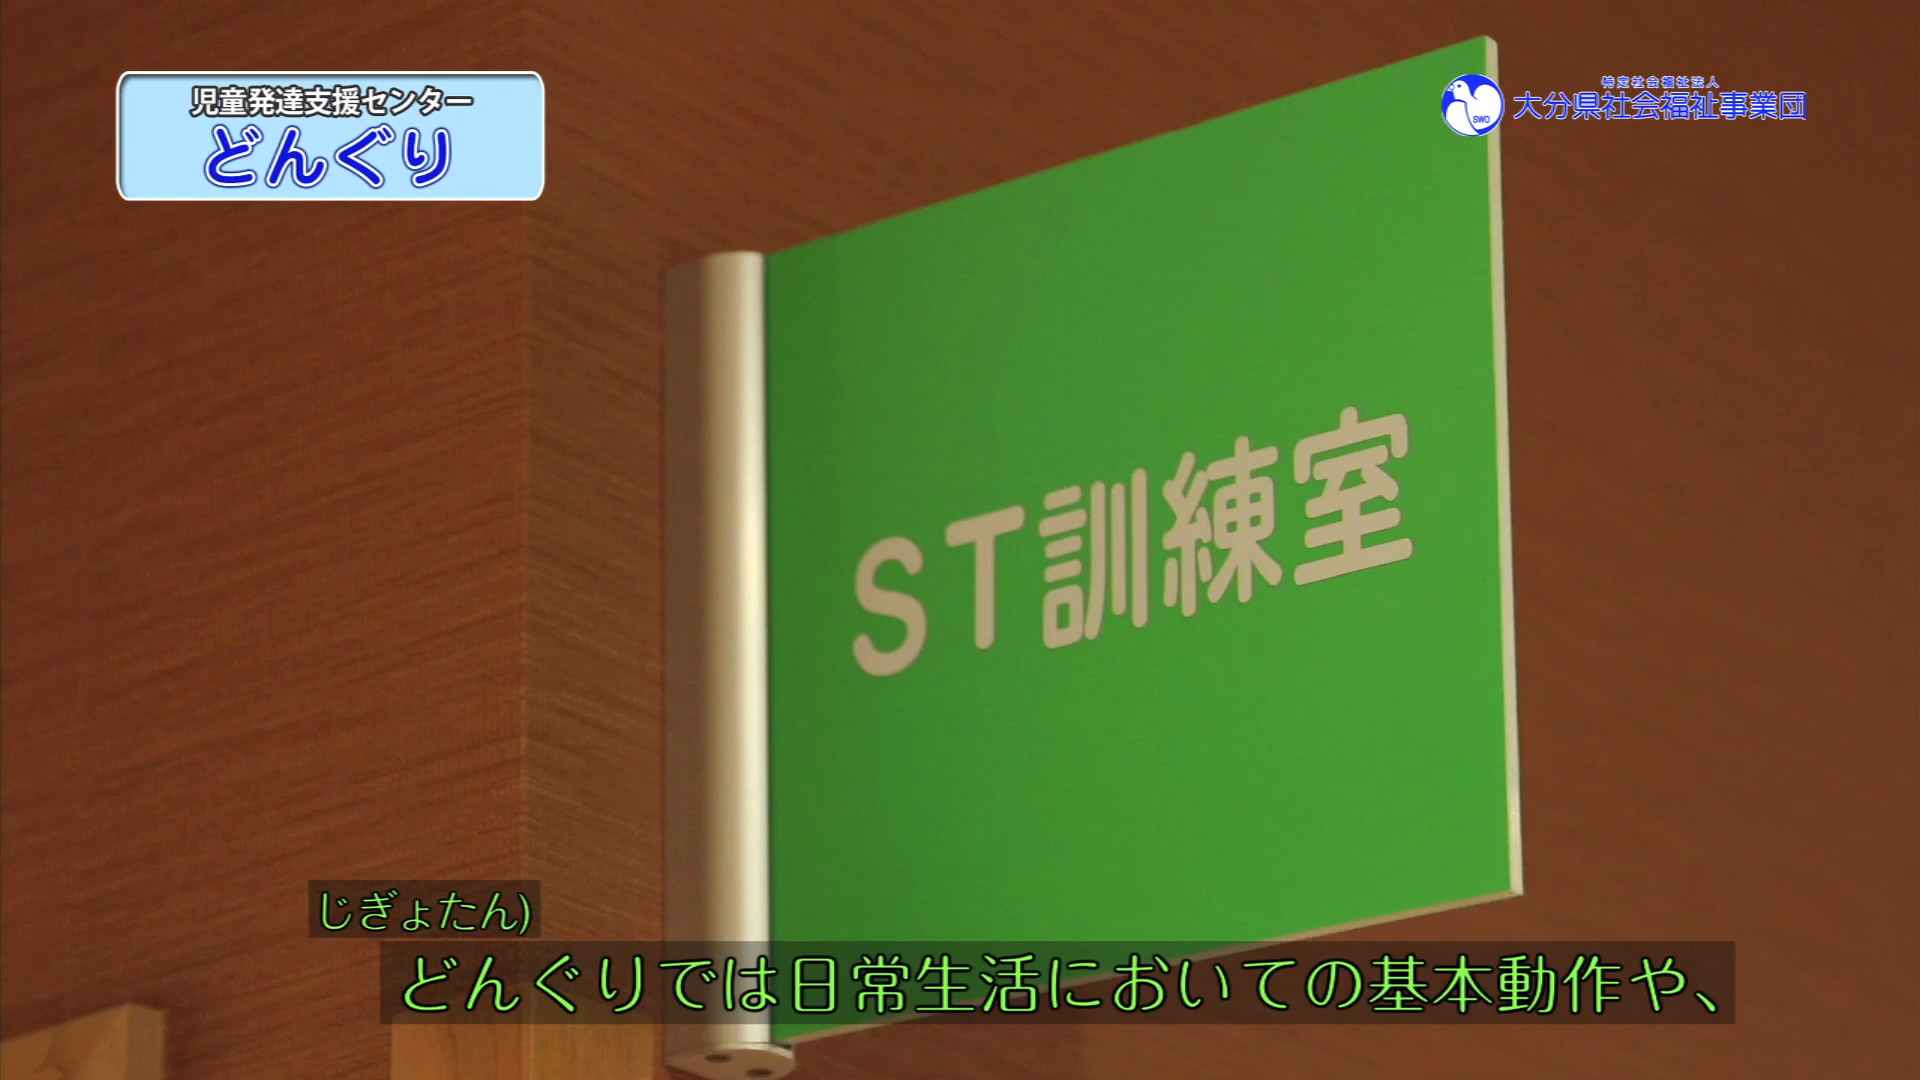 児童発達支援センター
どんぐり
特定社会福祉法人
大分県社会福祉事業団
SWO
ST訓練室
じぎょたん)
どんぐりでは日常生活においての基本動作や、